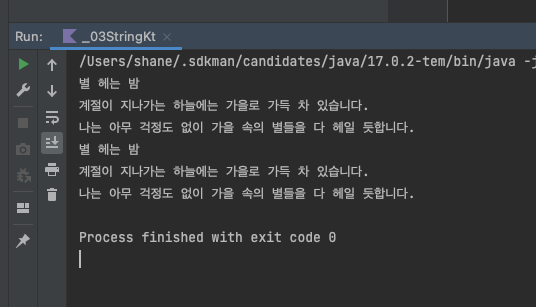 Run: _03StringKt
/Users/shane/.sdkman/candidates/java/17.0.2-tem/bin/java -j
별 헤는 밤
계절이 지나가는 하늘에는 가을로 가득 차 있습니다.
나는 아무 걱정도 없이 가을 속의 별들을 다 헤일 듯합니다.
별 헤는 밤
계절이 지나가는 하늘에는 가을로 가득 차 있습니다.
나는 아무 걱정도 없이 가을 속의 별들을 다 헤일 듯합니다.
Process finished with exit code 0